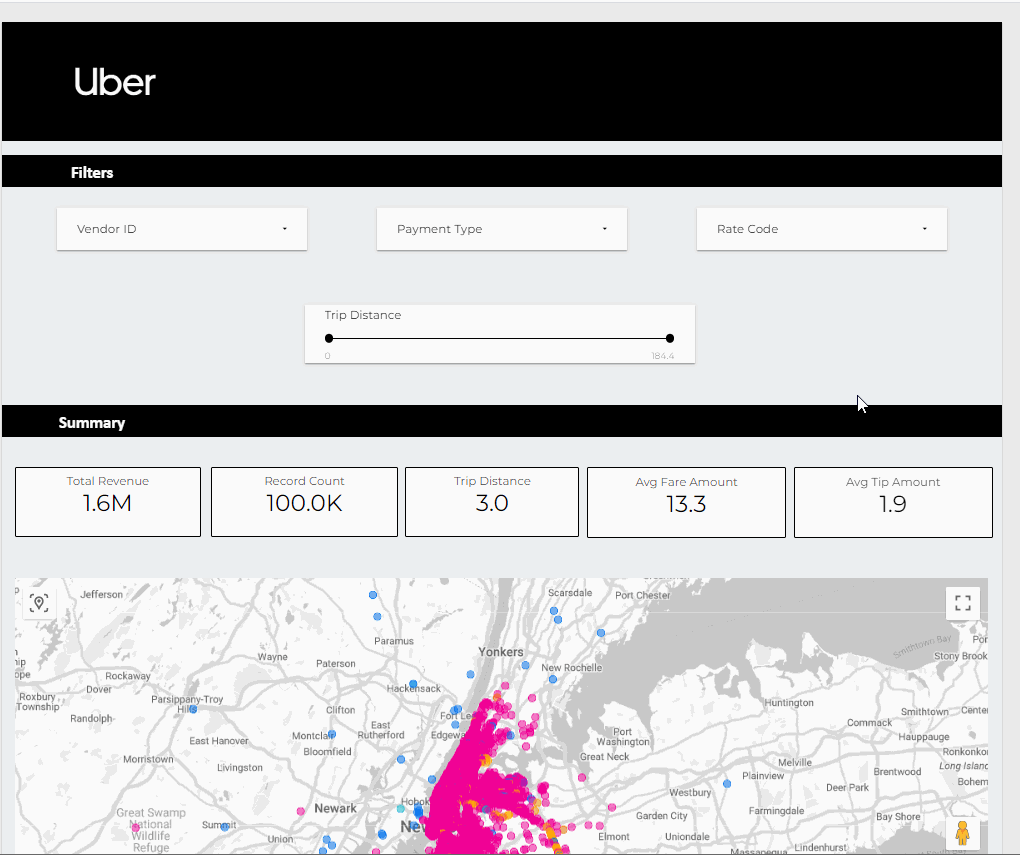 Uber
Filters
Vendor ID
Payment Type
Rate Code
Trip Distance
0
184.4
Summary
Total Revenue
1.6M
Record Count
100.0K
Trip Distance
3.0
Avg Fare Amount
13.3
Avg Tip Amount
1.9
Jefferson
Scarsdale
Port Chester
Paramus
Yonkers
Smithtown Bay
Stony Brook
Wayne
Paterson
New Rochelle
Rockaway
Dover
Hackensack
Roxbury
Township
Parsippany-Troy
Hills
Clifton
Huntington
Smithtown
Randolph
Fort Lee
East
Rutherford
Edgewa
Commack
Port
Washington
Hauppauge
East Hanover
Montclair
Bloomfield
Great Neck
Ronkonko
Long Island
Morristown
Livingston
Melville
Plainview
Brentwood
Bohem
Deer Park
Westbury
Newark
Hobok
Great Swamp
National
Wildlife
Refuge
Garden City
Farmingdale
Bay Shore
Summit
New
Union
Elmont
Uniondale
Massapequa
Lindenhurst